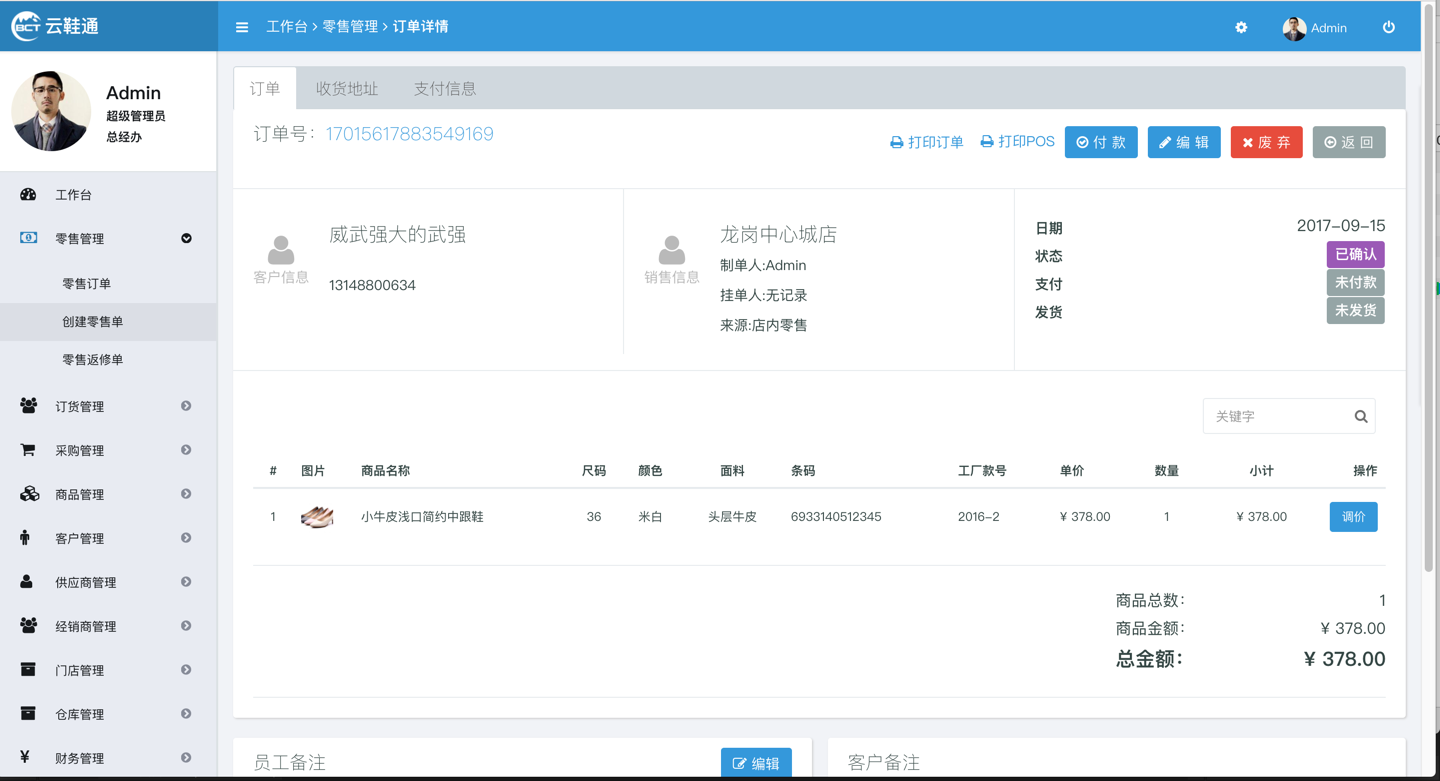 BCT 云鞋通
工作台 > 零售管理 > 订单详情
Admin
Admin
超级管理员
总经办
工作台
零售管理
零售订单
创建零售单
零售返修单
订货管理
采购管理
商品管理
客户管理
供应商管理
经销商管理
门店管理
仓库管理
¥ 财务管理
订单 收货地址 支付信息
订单号: 17015617883549169
打印订单 打印POS 付 款 编 辑 废 弃 返 回
客户信息
威武强大的武强
13148800634
销售信息
龙岗中心城店
制单人:Admin
挂单人:无记录
来源:店内零售
日期 2017-09-15
状态 已确认
支付 未付款
发货 未发货
关键字
# 图片 商品名称 尺码 颜色 面料 条码 工厂款号 单价 数量 小计 操作
1 小牛皮浅口简约中跟鞋 36 米白 头层牛皮 6933140512345 2016-2 ¥ 378.00 1 ¥ 378.00 调价
商品总数: 1
商品金额: ¥ 378.00
总金额: ¥ 378.00
员工备注 编辑
客户备注